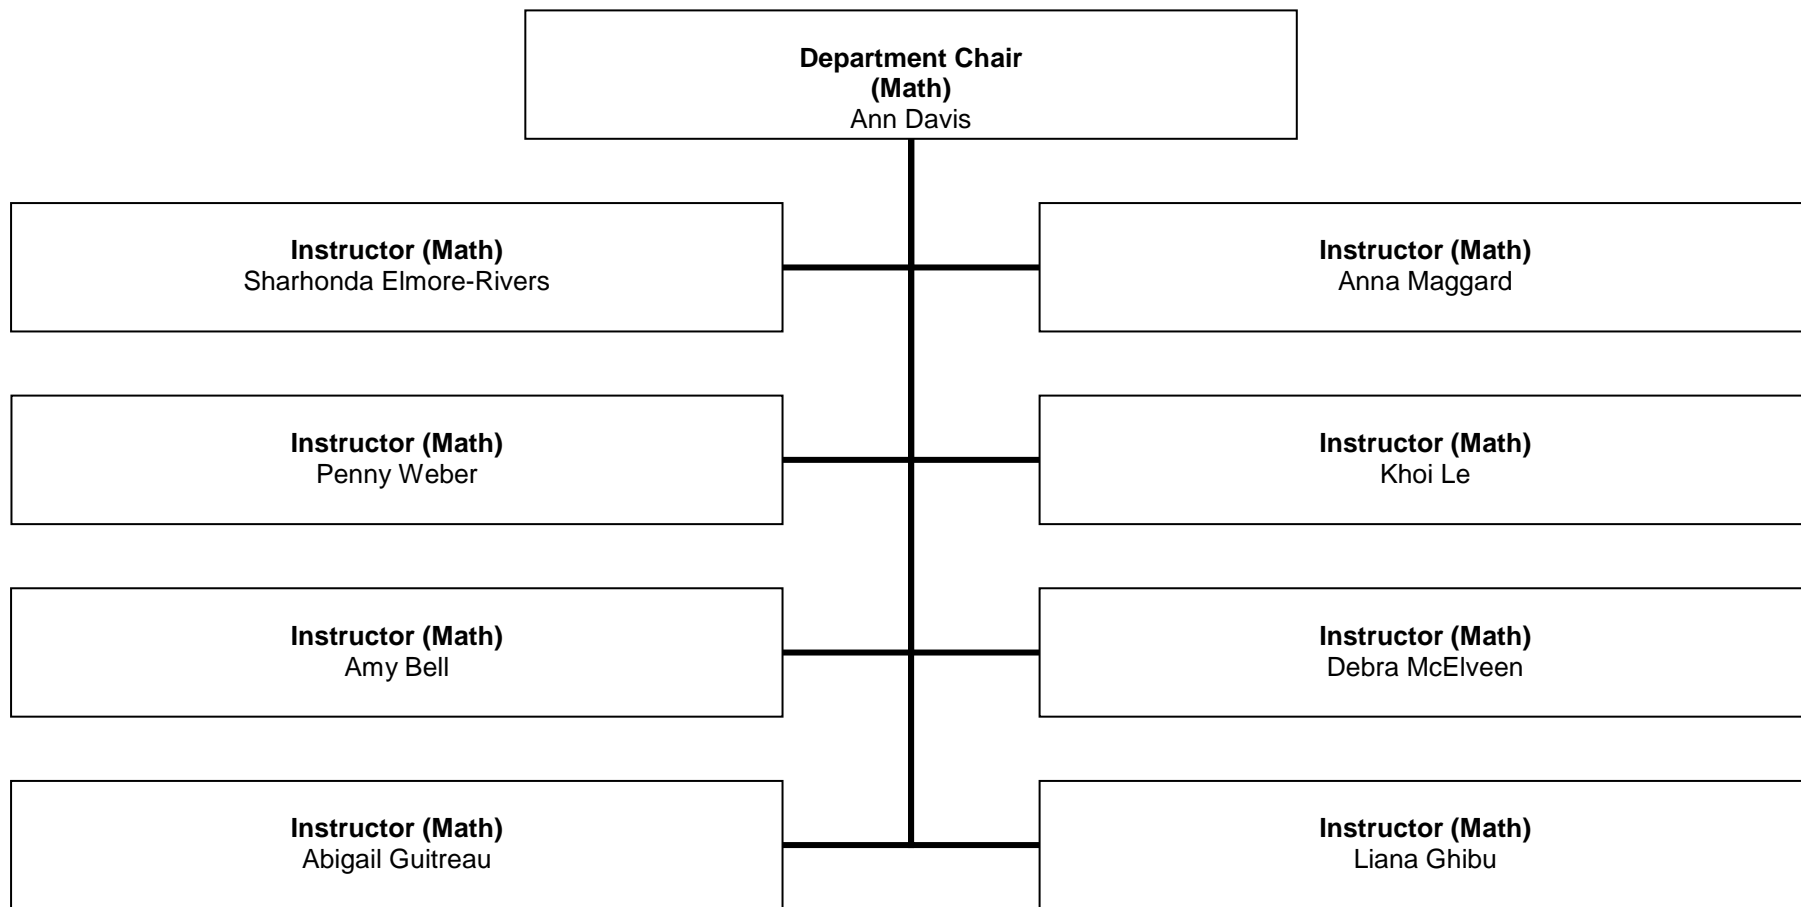 Department Chair
(Math)
Ann Davis
Instructor (Math)
Sharhonda Elmore-Rivers
Instructor (Math)
Anna Maggard
Instructor (Math)
Penny Weber
Instructor (Math)
Khoi Le
Instructor (Math)
Amy Bell
Instructor (Math)
Debra McElveen
Instructor (Math)
Abigail Guitreau
Instructor (Math)
Liana Ghibu